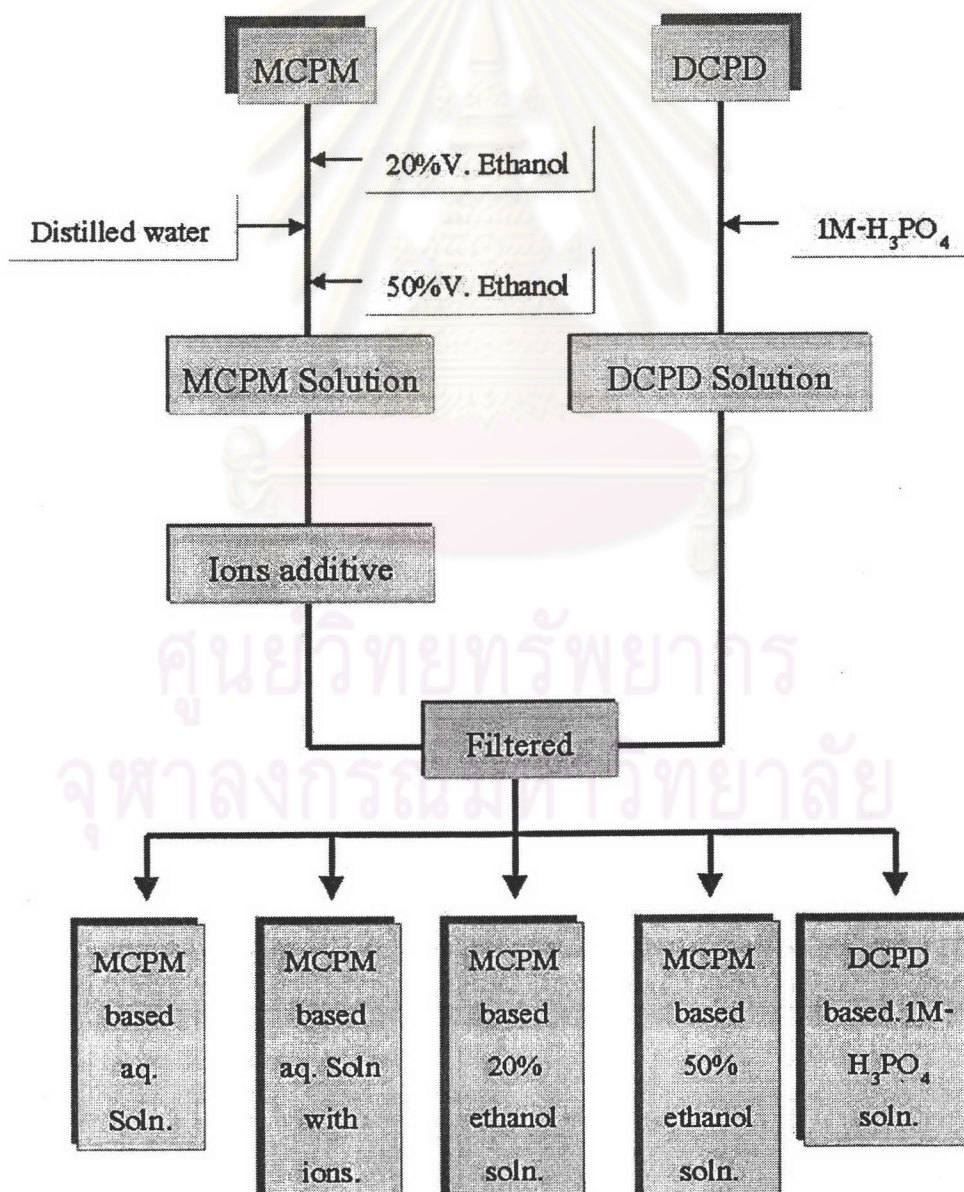 MCPM
DCPD
20%V. Ethanol
Distilled water
1M-H₃PO₄
50%V. Ethanol
MCPM Solution
DCPD Solution
Ions additive
ศูนย์วิทยทรัพยากร
Filtered
จุฬาลงกรณ์มหาวิทยาลัย
MCPM
based
aq.
Soln.
MCPM
based
aq. Soln
with
ions.
MCPM
based
20%
ethanol
soln.
MCPM
based
50%
ethanol
soln.
DCPD
based.1M-
H₃PO₄
soln.